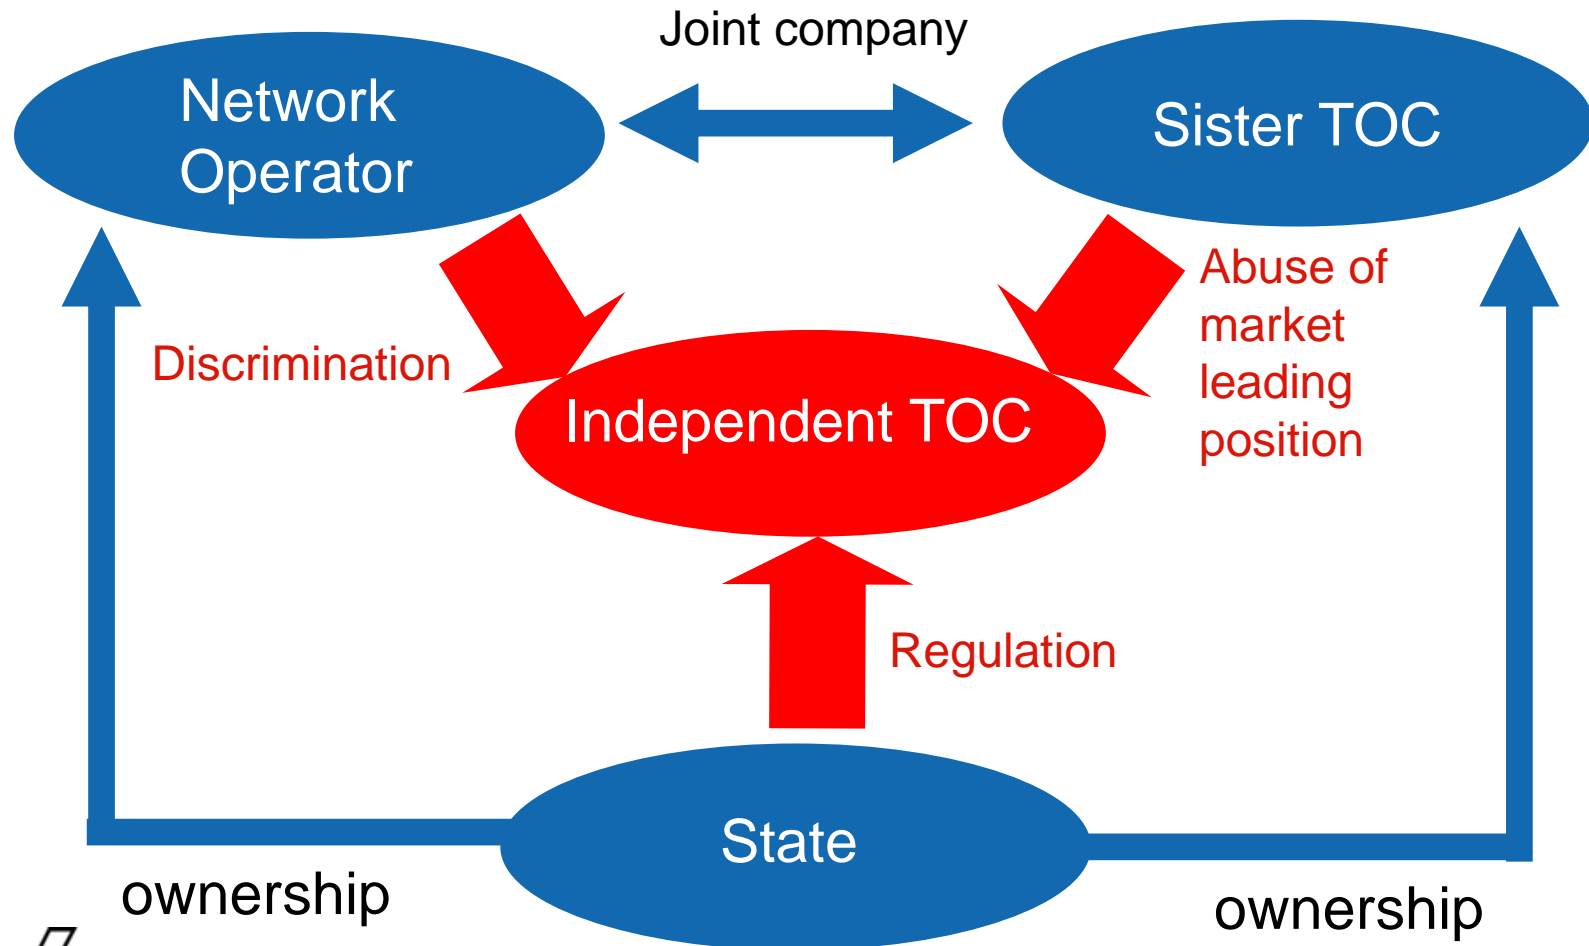 Joint company
Network
Operator
Sister TOC
Abuse of
market
leading
position
Discrimination
Independent TOC
Regulation
State
ownership
ownership